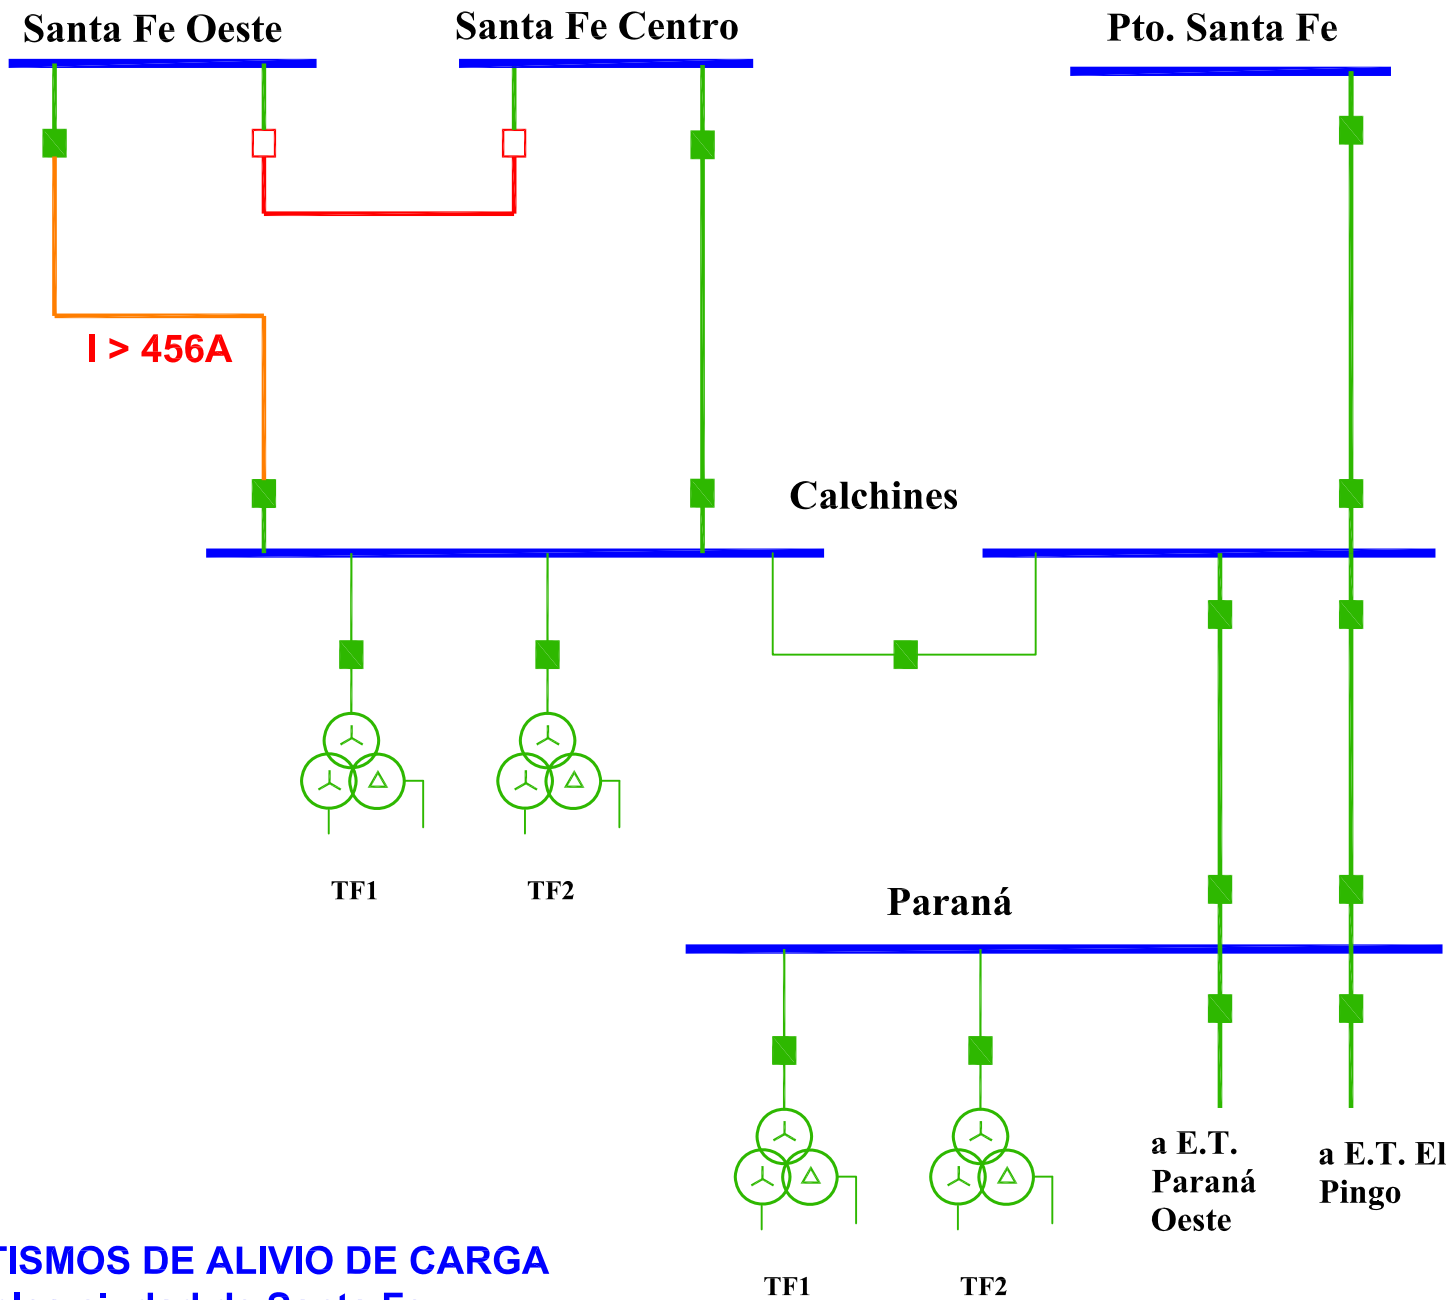 Santa Fe Oeste
Santa Fe Centro
Pto. Santa Fe
I > 456A
Calchines
TF1
TF2
Paraná
a E.T.
Paraná
Oeste
a E.T. El
Pingo
TF1
TF2
TISMOS DE ALIVIO DE CARGA